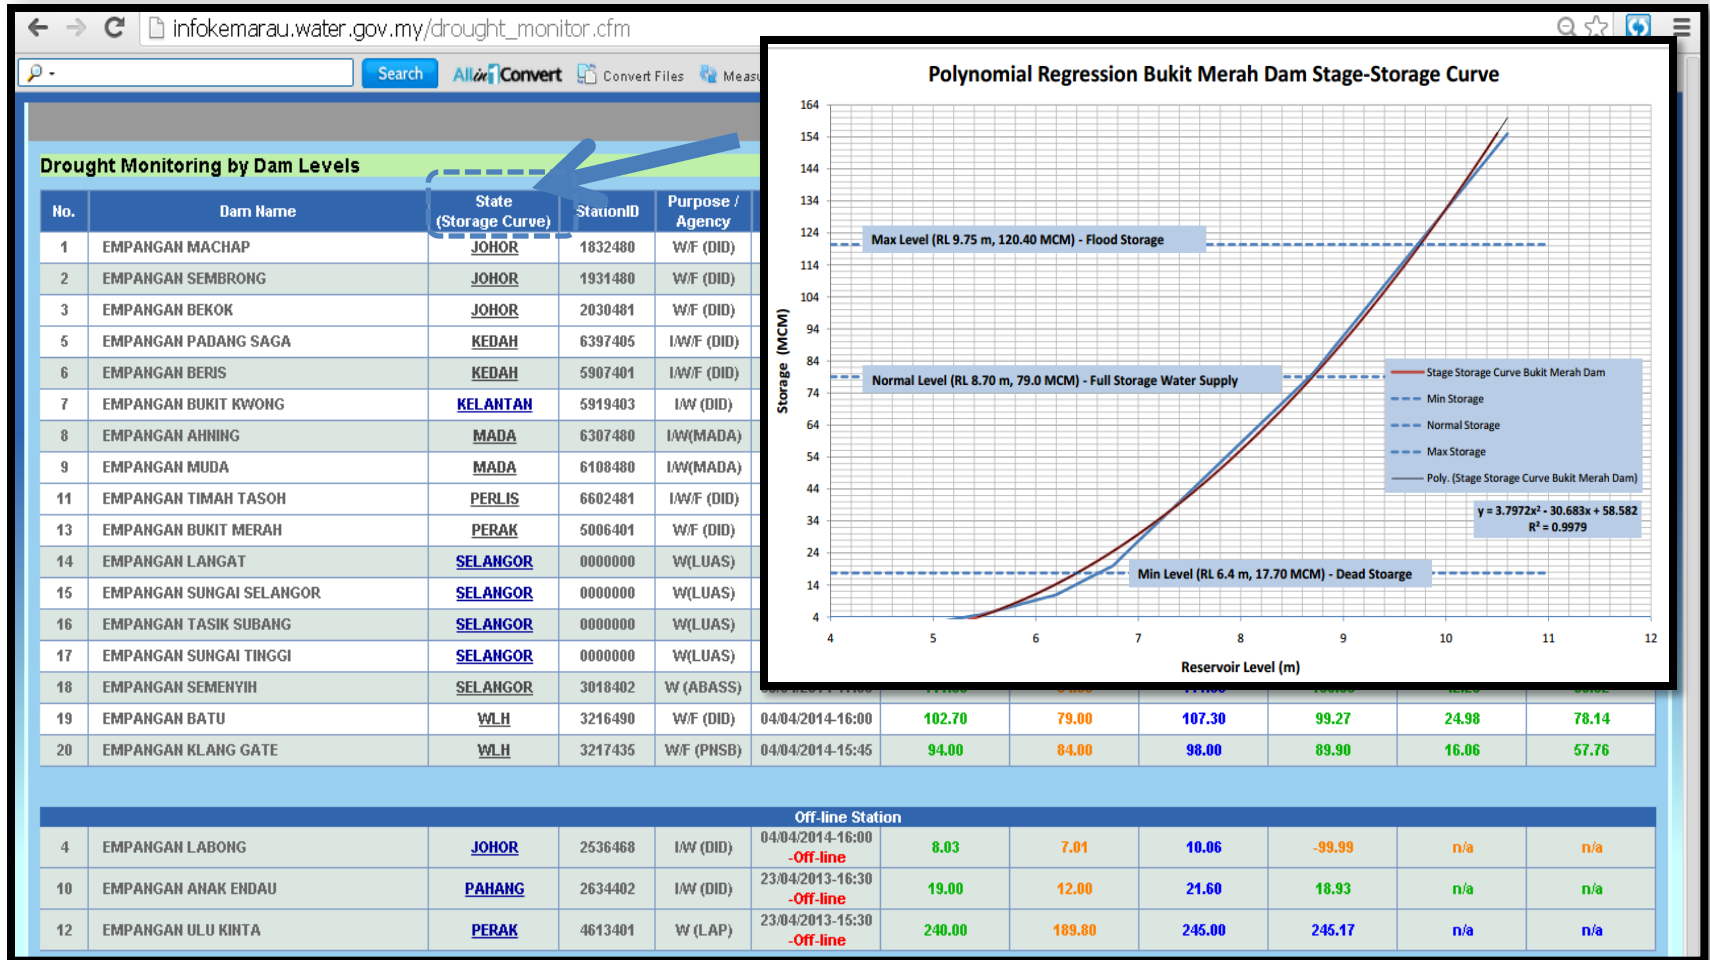 infokemarau.water.gov.my/drought_monitor.cfm
Search
All in 1 Convert
Convert Files
Drought Monitoring by Dam Levels
No. Dam Name State (Storage Curve) StationID Purpose / Agency
1 EMPANGAN MACHAP JOHOR 1832480 W/F (DID)
2 EMPANGAN SEMBRONG JOHOR 1931480 W/F (DID)
3 EMPANGAN BEKOK JOHOR 2030481 W/F (DID)
5 EMPANGAN PADANG SAGA KEDAH 6397405 I/W/F (DID)
6 EMPANGAN BERIS KEDAH 5907401 I/W/F (DID)
7 EMPANGAN BUKIT KWONG KELANTAN 5919403 I/W (DID)
8 EMPANGAN AHNING MADA 6307480 I/W(MADA)
9 EMPANGAN MUDA MADA 6108480 I/W(MADA)
11 EMPANGAN TIMAH TASOH PERLIS 6602481 I/W/F (DID)
13 EMPANGAN BUKIT MERAH PERAK 5006401 W/F (DID)
14 EMPANGAN LANGAT SELANGOR 0000000 W(LUAS)
15 EMPANGAN SUNGAI SELANGOR SELANGOR 0000000 W(LUAS)
16 EMPANGAN TASIK SUBANG SELANGOR 0000000 W(LUAS)
17 EMPANGAN SUNGAI TINGGI SELANGOR 0000000 W(LUAS)
18 EMPANGAN SEMENYIH SELANGOR 3018402 W (ABASS)
19 EMPANGAN BATU WLH 3216490 W/F (DID) 04/04/2014-16:00 102.70 79.00 107.30 99.27 24.98 78.14
20 EMPANGAN KLANG GATE WLH 3217435 W/F (PNSB) 04/04/2014-15:45 94.00 84.00 98.00 89.90 16.06 57.76
Off-line Station
4 EMPANGAN LABONG JOHOR 2536468 I/W (DID) 04/04/2014-16:00 -Off-line 8.03 7.01 10.06 -99.99 n/a n/a
10 EMPANGAN ANAK ENDAU PAHANG 2634402 I/W (DID) 23/04/2013-16:30 -Off-line 19.00 12.00 21.60 18.93 n/a n/a
12 EMPANGAN ULU KINTA PERAK 4613401 W (LAP) 23/04/2013-15:30 -Off-line 240.00 189.80 245.00 245.17 n/a n/a
Polynomial Regression Bukit Merah Dam Stage-Storage Curve
Storage (MCM)
164
154
144
134
124
114
104
94
84
74
64
54
44
34
24
14
4
Max Level (RL 9.75 m, 120.40 MCM) - Flood Storage
Normal Level (RL 8.70 m, 79.0 MCM) - Full Storage Water Supply
Min Level (RL 6.4 m, 17.70 MCM) - Dead Stoarge
Stage Storage Curve Bukit Merah Dam
Min Storage
Normal Storage
Max Storage
Poly. (Stage Storage Curve Bukit Merah Dam)
y = 3.7972x² - 30.683x + 58.582
R² = 0.9979
4 5 6 7 8 9 10 11 12
Reservoir Level (m)